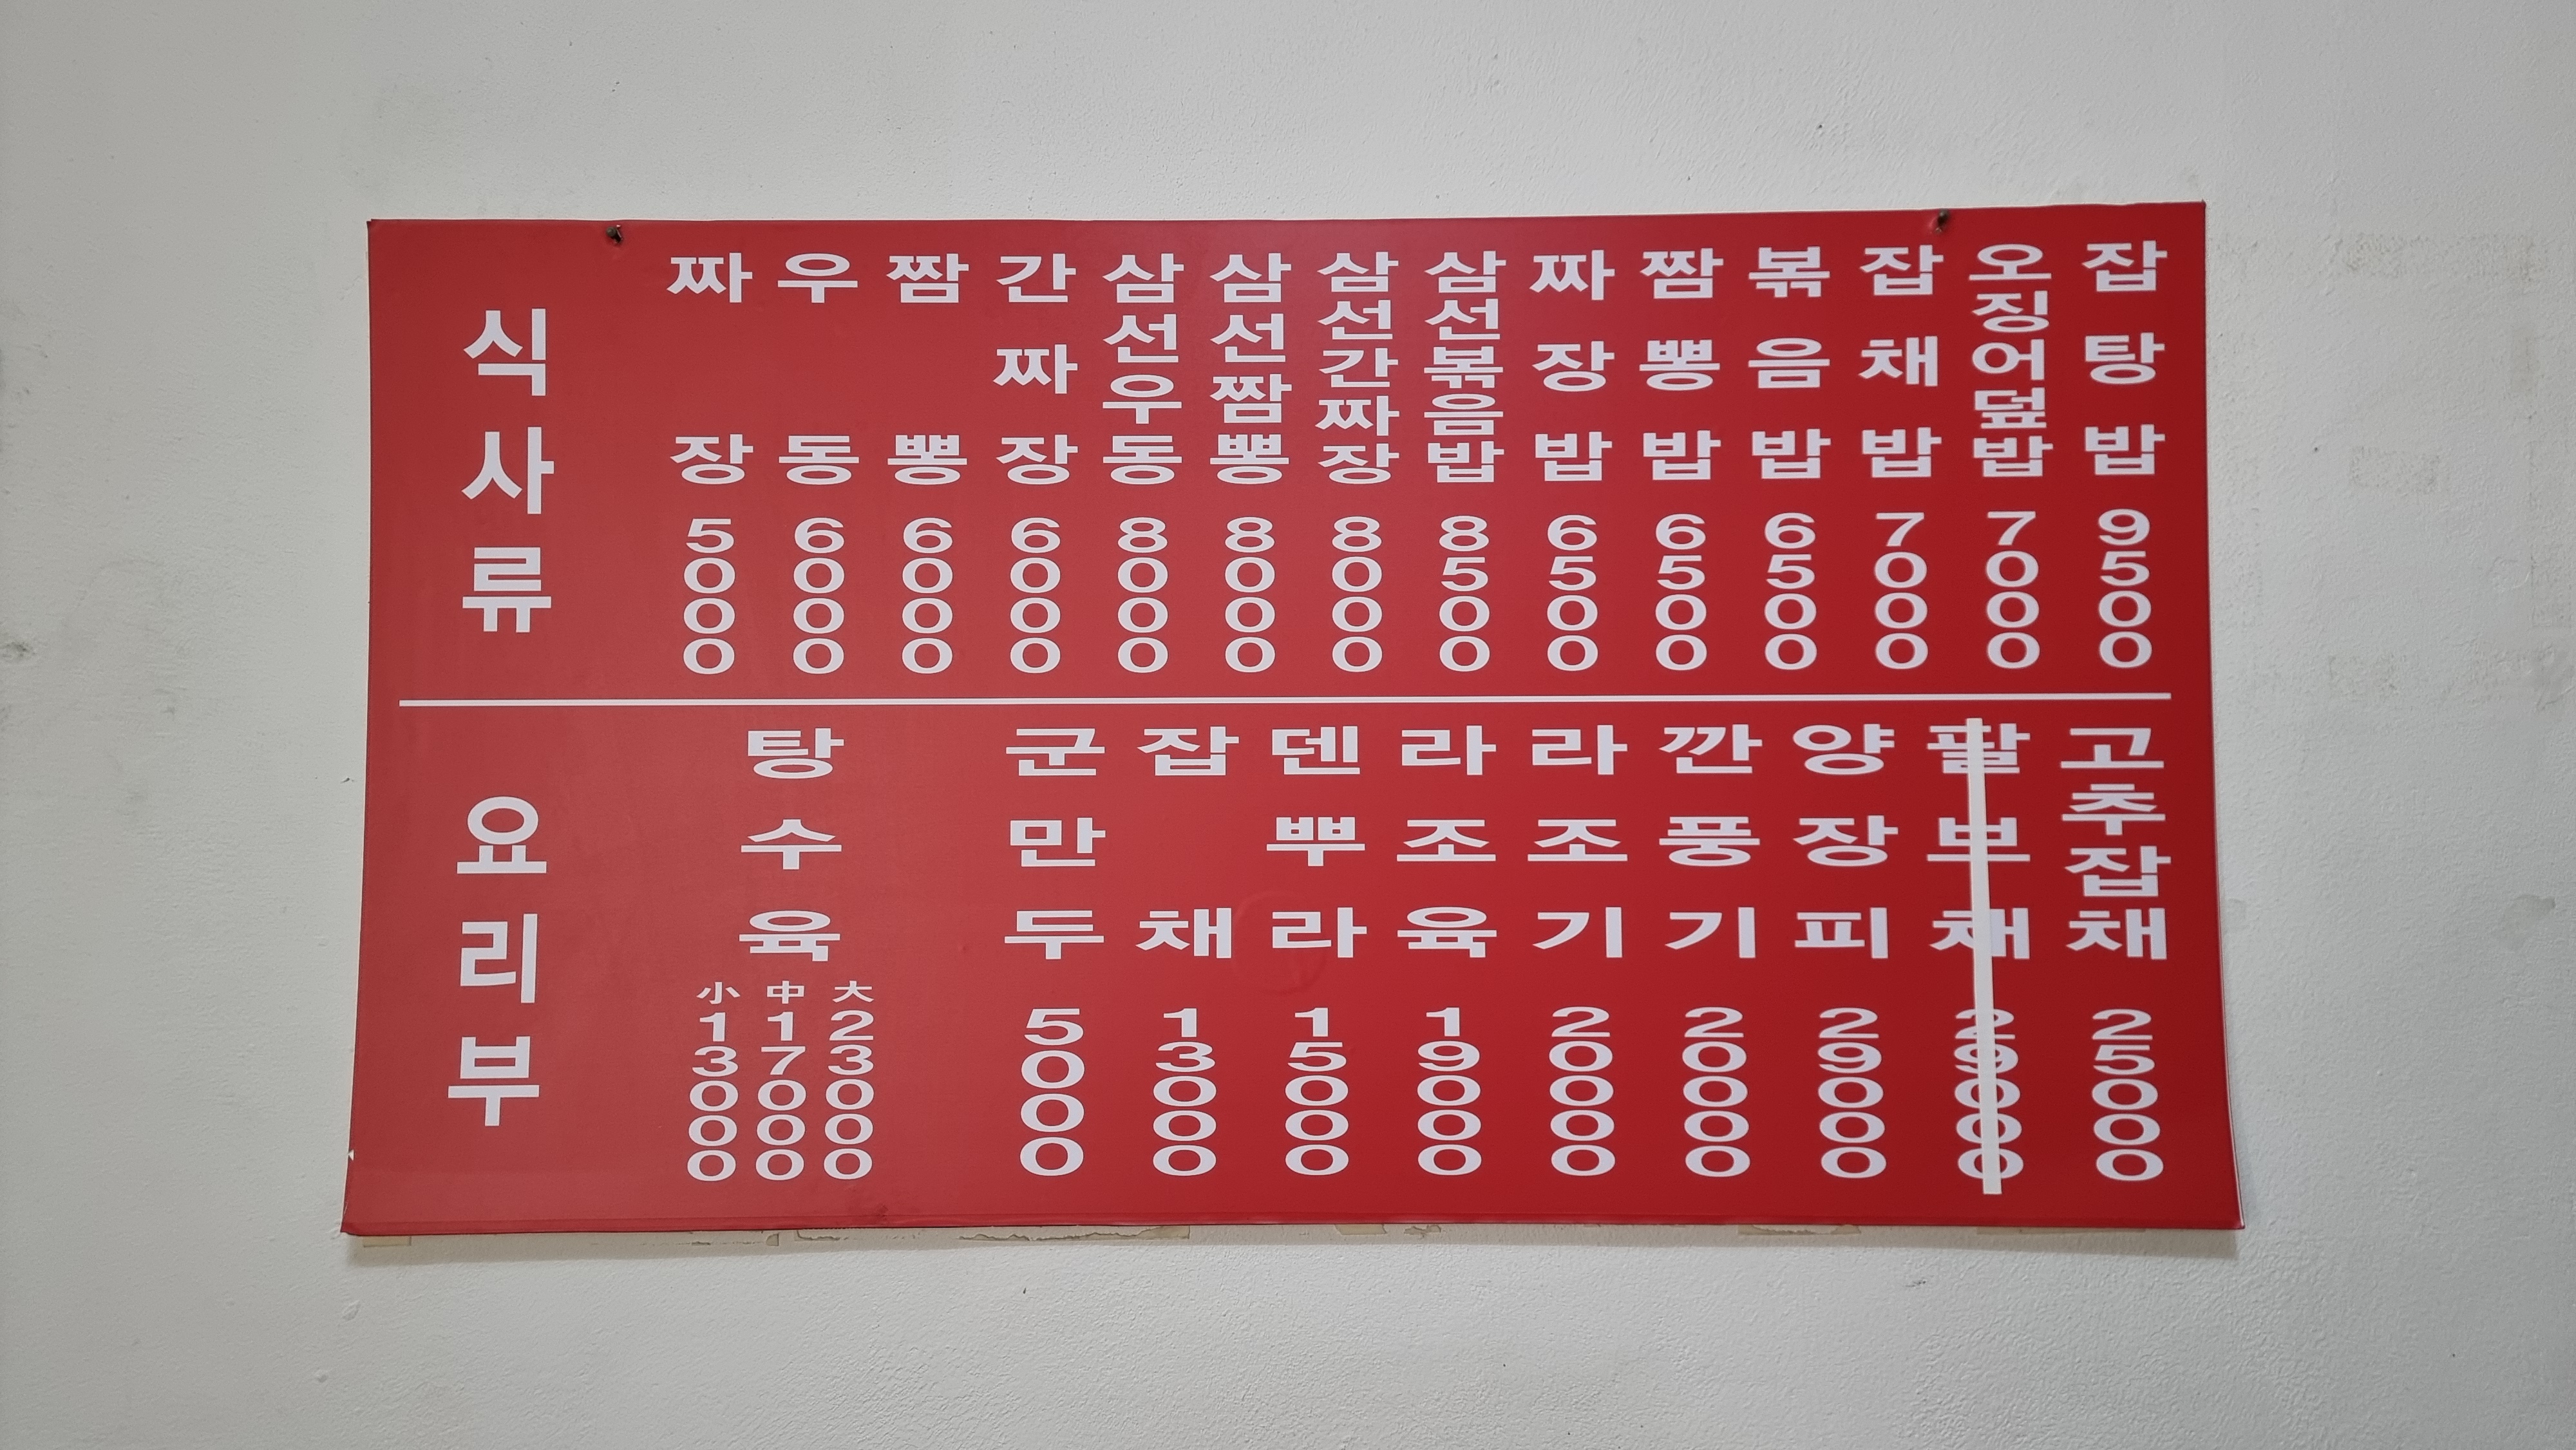 식사류
짜장 5000
우동 6000
짬뽕 6000
간짜장 6000
삼선우동 8000
삼선짬뽕 8000
삼선간짜장 8000
삼선볶음밥 8500
짜장밥 6500
짬뽕밥 6500
볶음밥 6500
잡채밥 7000
오징어덮밥 7000
잡탕밥 9500
요리부
탕수육
小 13000
中 17000
大 23000
군만두 5000
잡채 13000
덴뿌라 15000
라조육 19000
라조기 20000
깐풍기 20000
양장피 29000
팔부채 29000
고추잡채 25000